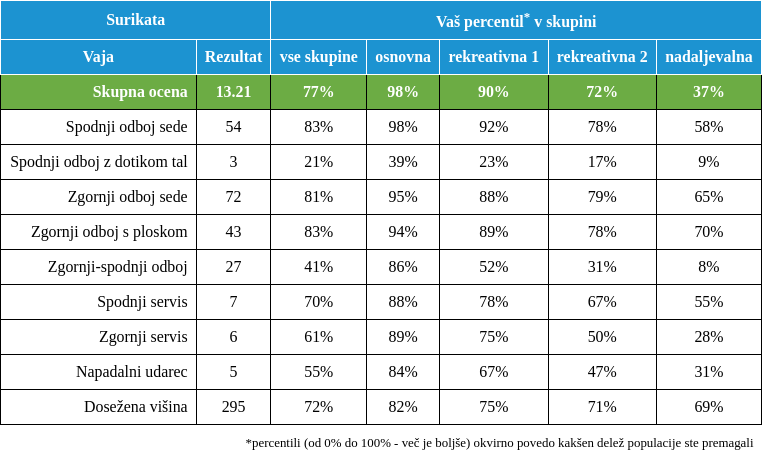 Surikata Vaš percentil* v skupini
Vaja Rezultat vse skupine osnovna rekreativna 1 rekreativna 2 nadaljevalna
Skupna ocena 13.21 77% 98% 90% 72% 37%
Spodnji odboj sede 54 83% 98% 92% 78% 58%
Spodnji odboj z dotikom tal 3 21% 39% 23% 17% 9%
Zgornji odboj sede 72 81% 95% 88% 79% 65%
Zgornji odboj s ploskom 43 83% 94% 89% 78% 70%
Zgornji-spodnji odboj 27 41% 86% 52% 31% 8%
Spodnji servis 7 70% 88% 78% 67% 55%
Zgornji servis 6 61% 89% 75% 50% 28%
Napadalni udarec 5 55% 84% 67% 47% 31%
Dosežena višina 295 72% 82% 75% 71% 69%
*percentili (od 0% do 100% - več je boljše) okvirno povedo kakšen delež populacije ste premagali